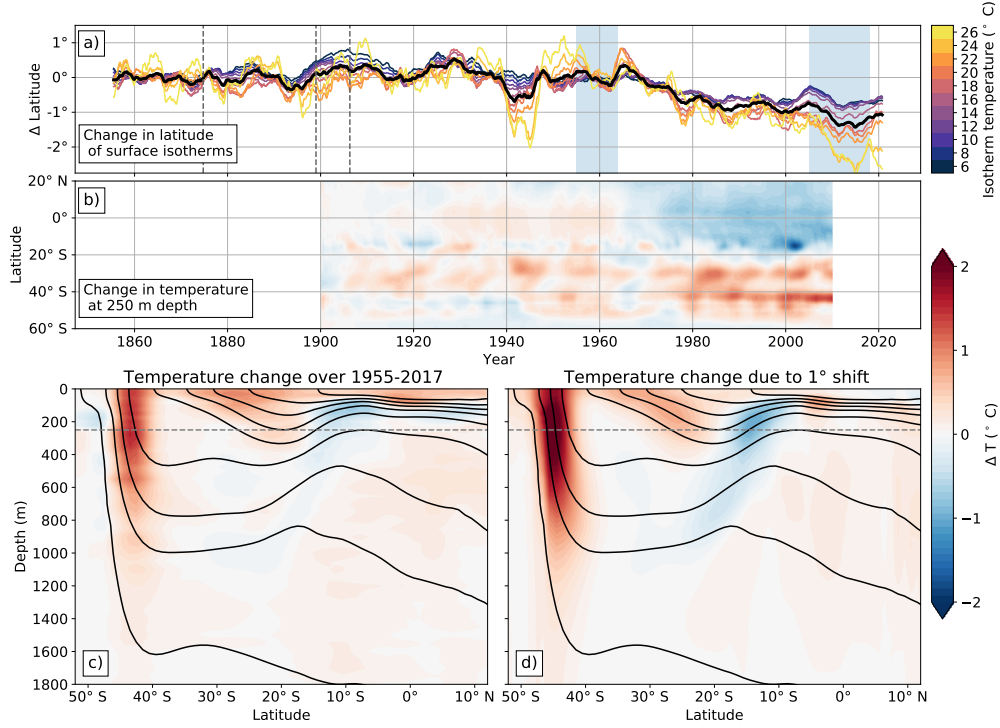 a)
1°
0°
-1°
-2°
Δ Latitude
Change in latitude
of surface isotherms
26
24
22
20
18
16
14
12
10
8
6
Isotherm temperature (° C)
b)
20° N
0°
20° S
40° S
60° S
Latitude
Change in temperature
at 250 m depth
1860 1880 1900 1920 1940 1960 1980 2000 2020
Year
Temperature change over 1955-2017
0
200
400
600
800
1000
1200
1400
1600
1800
Depth (m)
c)
50° S 40° S 30° S 20° S 10° S 0° 10° N
Latitude
Temperature change due to 1° shift
d)
50° S 40° S 30° S 20° S 10° S 0° 10° N
Latitude
2
1
0
−1
−2
Δ T (° C)